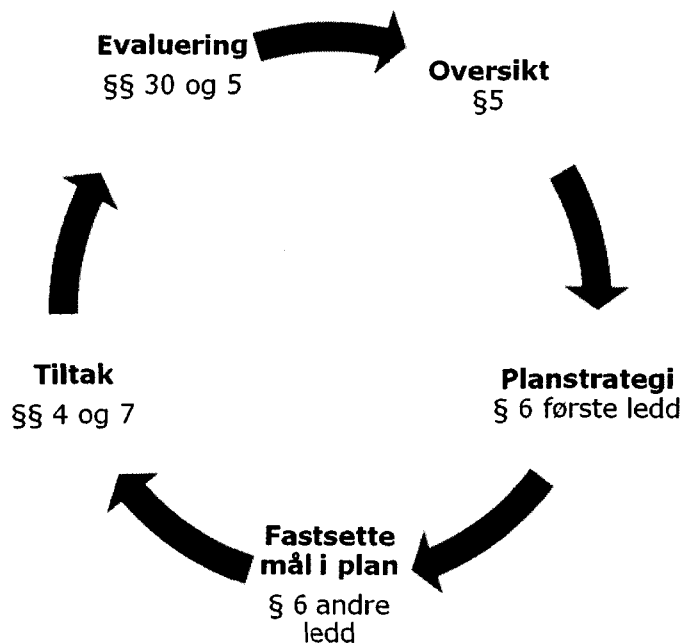 Evaluering
§§ 30 og 5
Oversikt
§5
Planstrategi
§ 6 første ledd
Fastsette
mål i plan
§ 6 andre
ledd
Tiltak
§§ 4 og 7